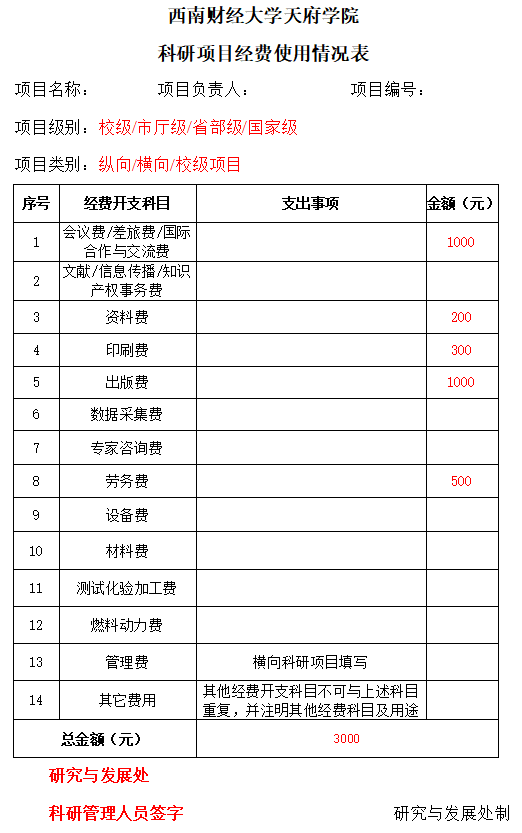 西南财经大学天府学院
科研项目经费使用情况表
项目名称： 项目负责人： 项目编号：
项目级别：校级/市厅级/省部级/国家级
项目类别：纵向/横向/校级项目
序号 经费开支科目 支出事项 金额（元）
1 会议费/差旅费/国际 1000
合作与交流费
2 文献/信息传播/知识
产权事务费
3 资料费 200
4 印刷费 300
5 出版费 1000
6 数据采集费
7 专家咨询费
8 劳务费 500
9 设备费
10 材料费
11 测试化验加工费
12 燃料动力费
13 管理费 横向科研项目填写
14 其它费用 其他经费开支科目不可与上述科目
重复，并注明其他经费科目及用途
总金额（元） 3000
研究与发展处
科研管理人员签字 研究与发展处制